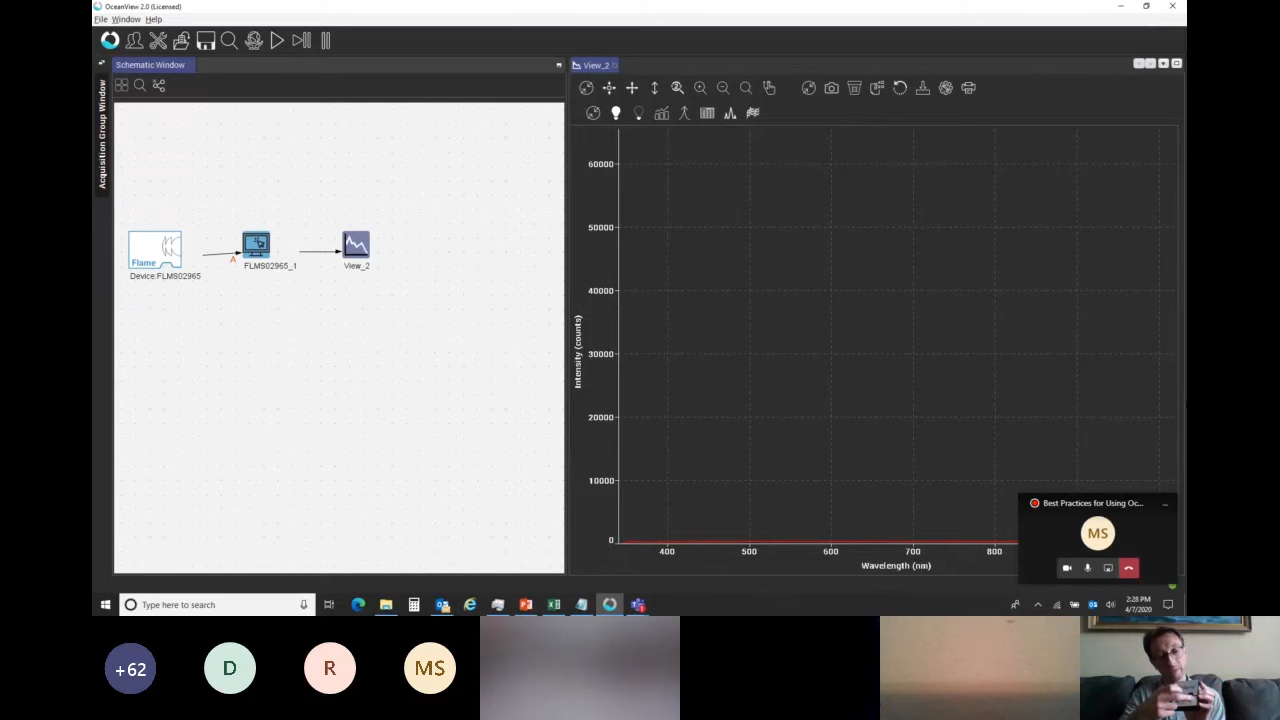 OceanView 2.0 (Licensed)
File Window Help
Schematic Window
View_2
Acquisition Group Window
Flame
Device:FLMS02965
A
FLMS02965_1
View_2
60000
50000
40000
30000
20000
10000
0
Intensity (counts)
400 500 600 700 800
Wavelength (nm)
Best Practices for Using Oc...
MS
Type here to search
2:28 PM
4/7/2020
+62
D
R
MS